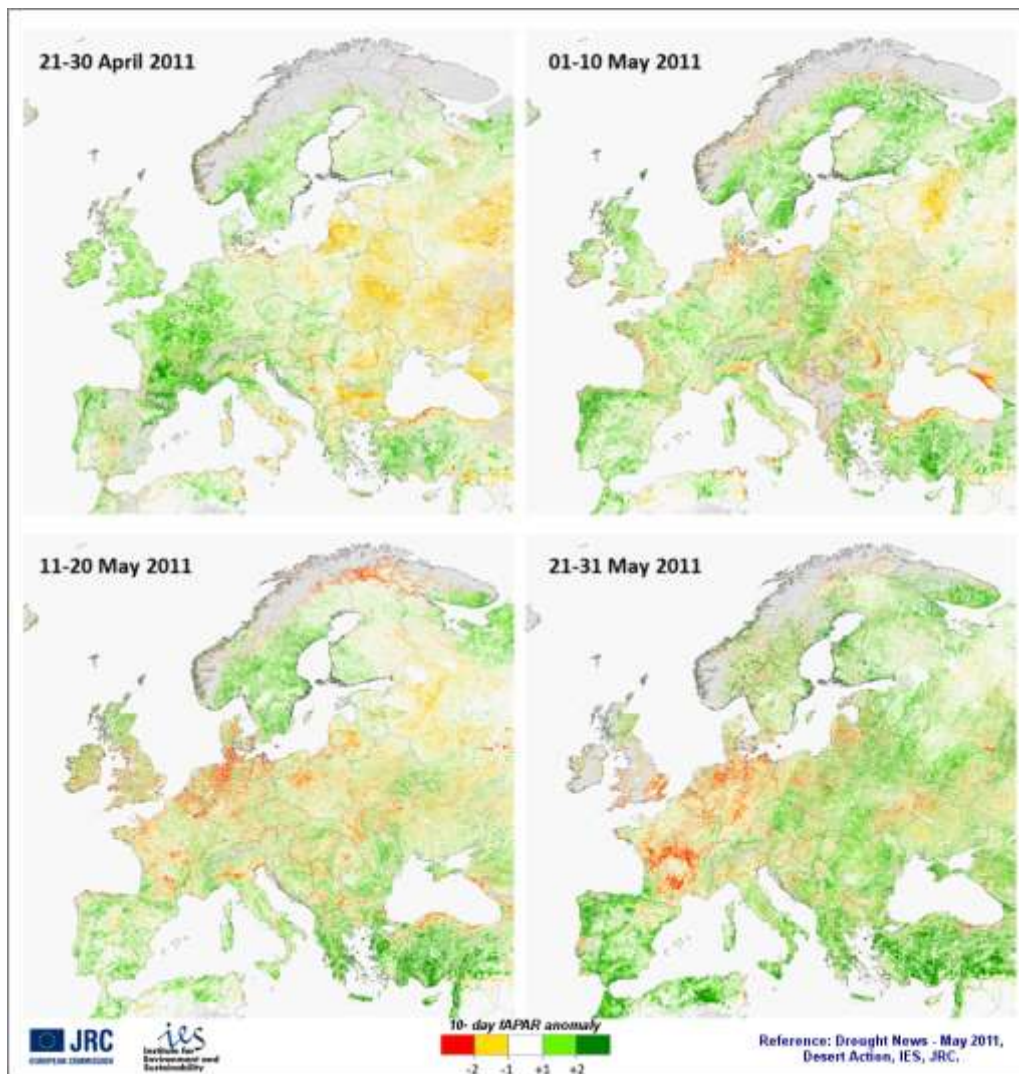 21-30 April 2011
01-10 May 2011
11-20 May 2011
21-31 May 2011
JRC
EUROPEAN COMMISSION
ies
Institute for
Environment and
Sustainability
10- day fAPAR anomaly
-2 -1 +1 +2
Reference: Drought News - May 2011,
Desert Action, IES, JRC.